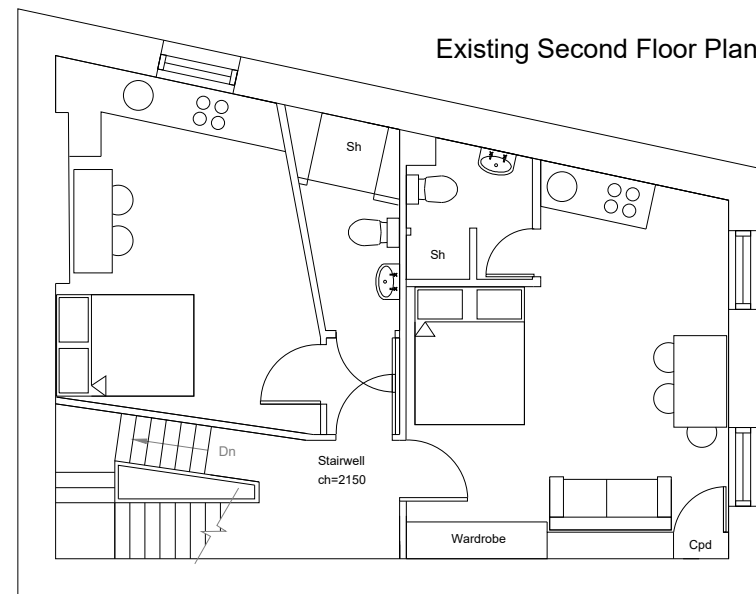 Existing Second Floor Plan
Sh
Sh
Dn
Stairwell
ch=2150
Wardrobe
Cpd